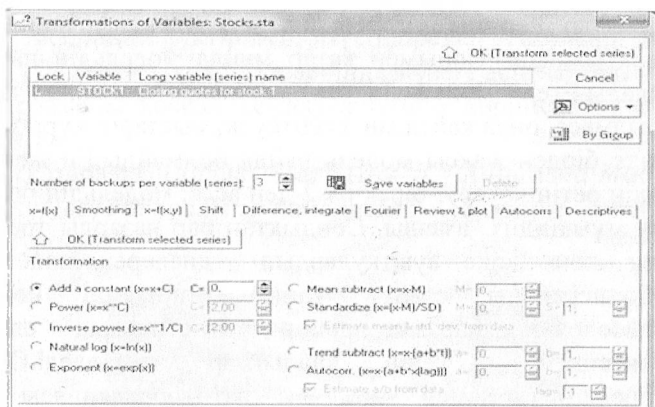 Transformations of Variables: Stocks.sta
OK (Transform selected series)
Lock Variable Long variable (series) name
L STOCK1 Closing quotes for stock 1
Cancel
Options
By Group
Number of backups per variable (series): 3 Save variables Delete
x=f(x) Smoothing x=f(x,y) Shift Difference, integrate Fourier Review & plot Autocorrs Descriptives
OK (Transform selected series)
Transformation
Add a constant (x=x+C) C= 0. Mean subtract (x=x-M) M= 0.
Power (x=x**C) C= 2.00 Standardize (x=(x-M)/SD) M= 0. S= 1.
Inverse power (x=x**1/C) C= 2.00 Estimate mean & std. dev. from data
Natural log (x=ln(x)) Trend subtract (x=x-(a+b*t)) a= 0. b= 1.
Exponent (x=exp(x)) Autocorr. (x=x-(a+b*x(lag))) a= 0. b= 1.
Estimate a/b from data lag= -1